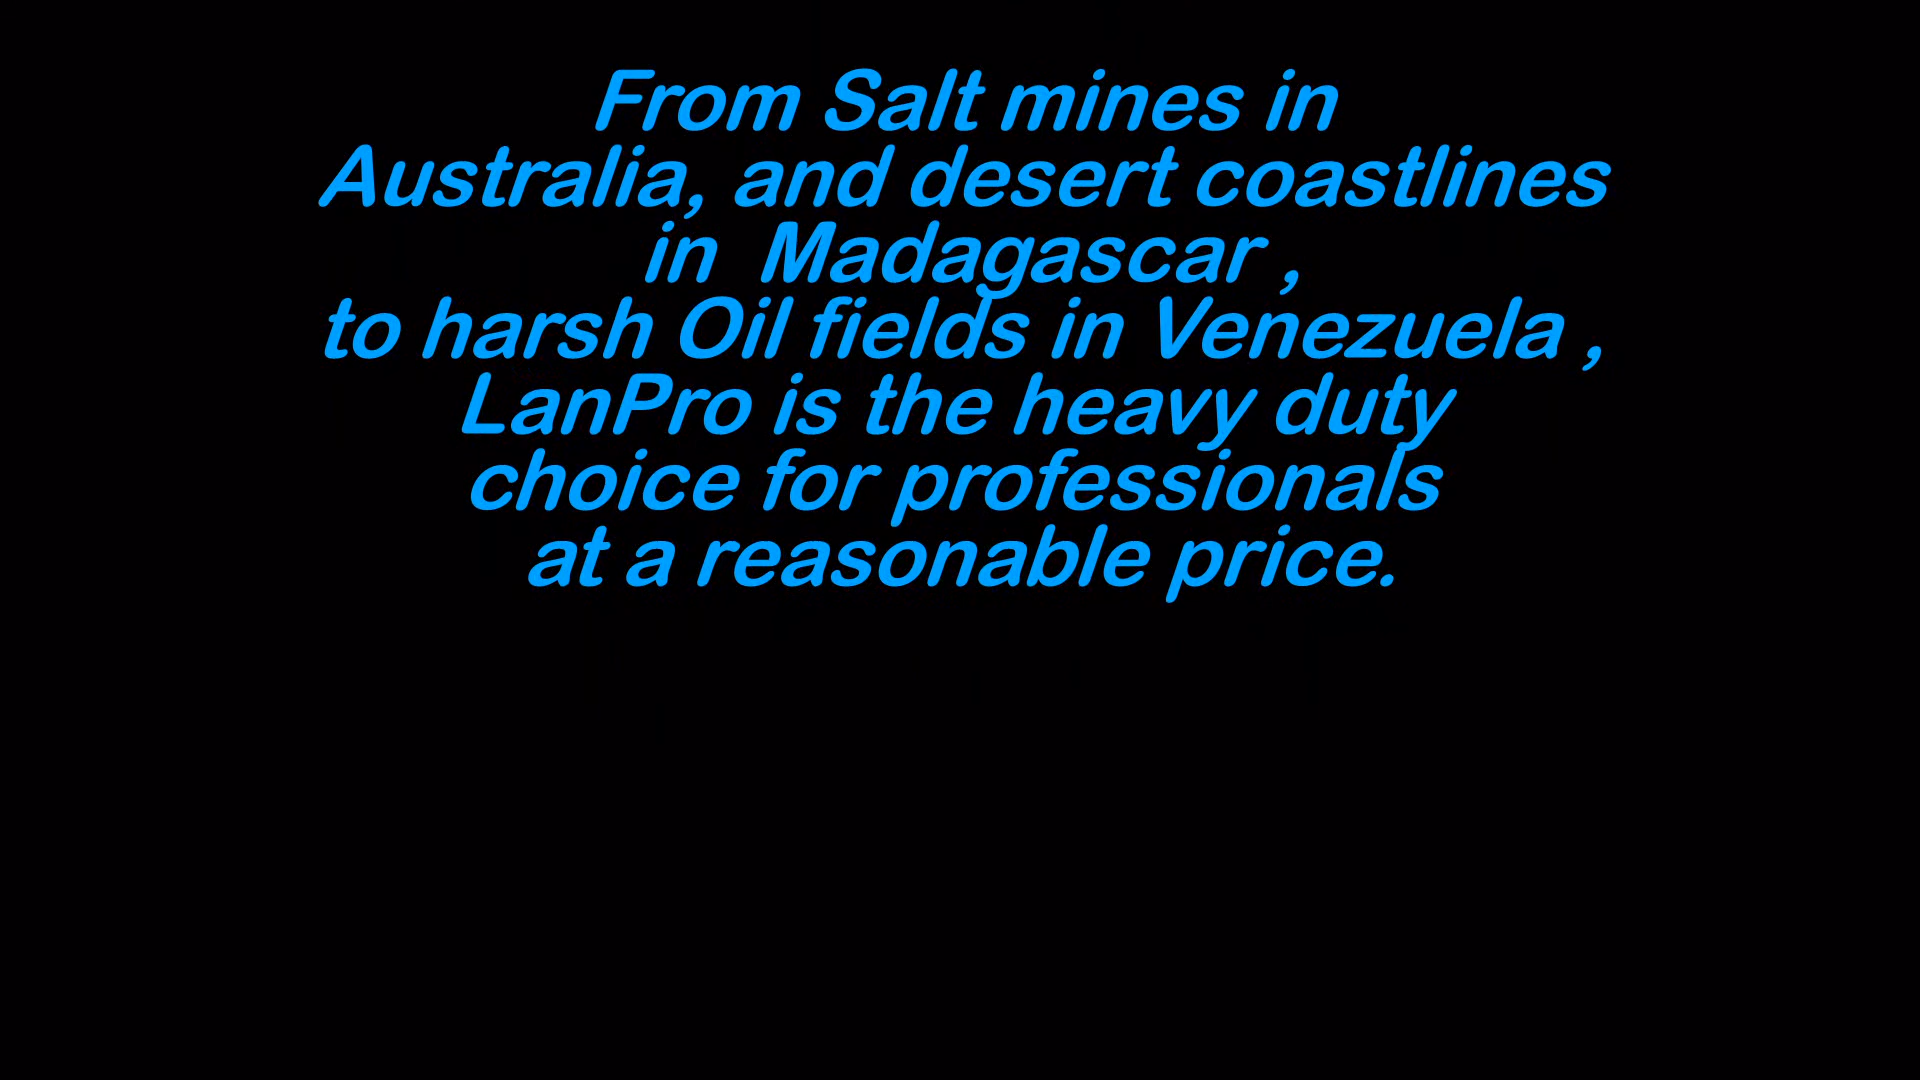 From Salt mines in
Australia, and desert coastlines
in  Madagascar ,
to harsh Oil fields in Venezuela ,
LanPro is the heavy duty
choice for professionals
at a reasonable price.